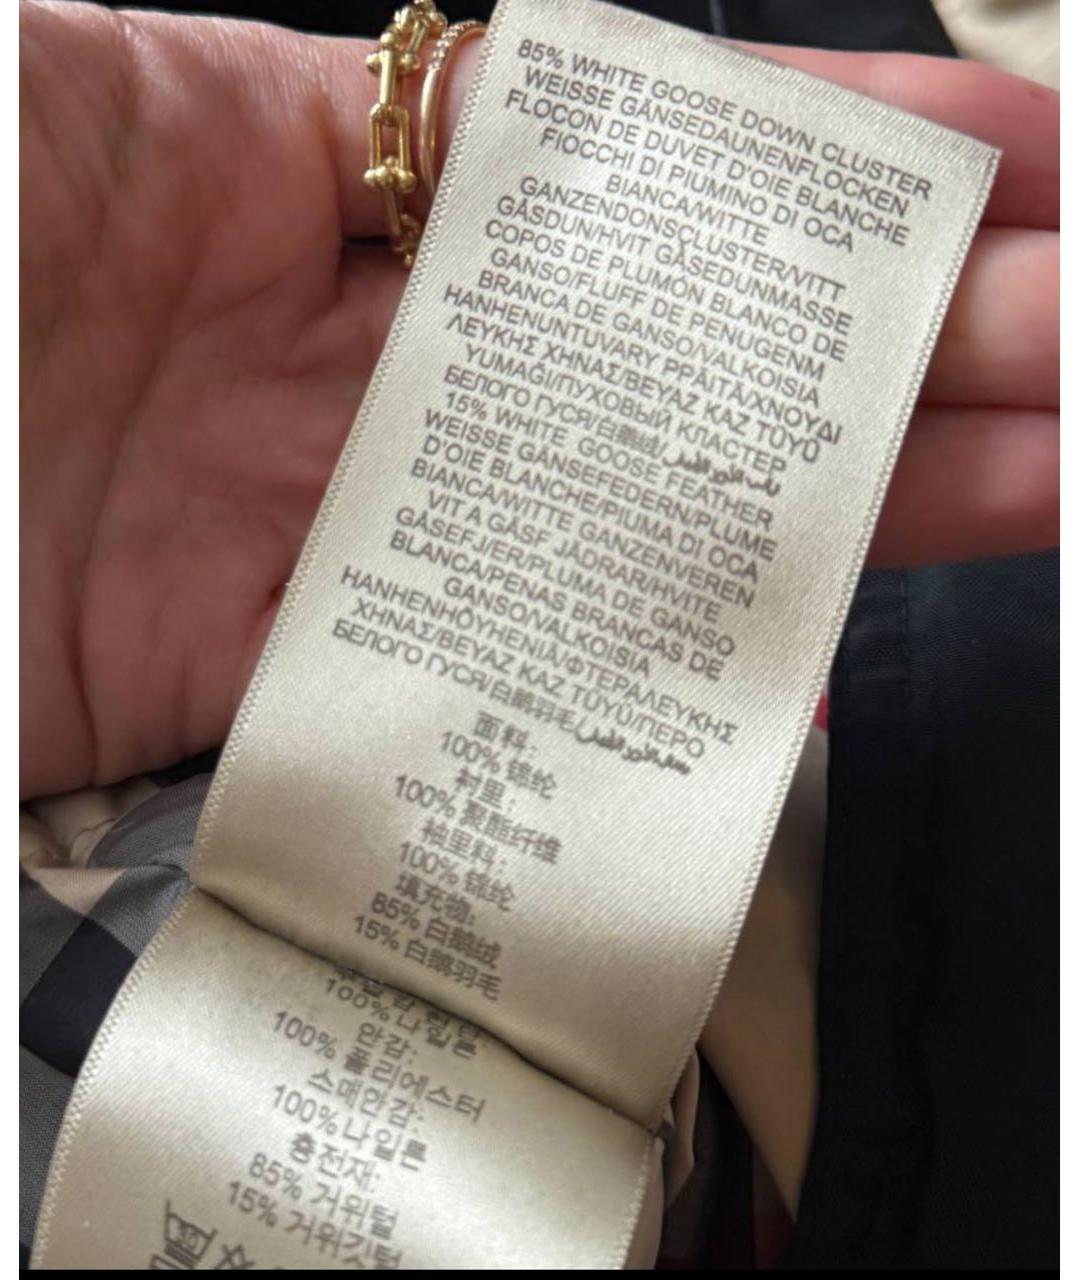 85% WHITE GOOSE DOWN CLUSTER
WEISSE GÄNSEDAUNENFLOCKEN
FLOCON DE DUVET D'OIE BLANCHE
FIOCCHI DI PIUMINO DI OCA
BIANCA/WITTE
GANZENDONSCLUSTER/VITT
GÅSDUN/HVIT GÅSEDUNMASSE
COPOS DE PLUMÓN BLANCO DE
GANSO/FLUFF DE PENUGENM
BRANCA DE GANSO/VALKOISIA
HANHENUNTUVARY PPÄITÄ/ΧΝΟΥΔΙ
ΛΕΥΚΗΣ ΧΗΝΑΣ/BEYAZ KAZ TÜYÜ
YUMAĞI/ПУХОВЫЙ КЛАСТЕР
БЕЛОГО ГУСЯ/白鹅绒/
15% WHITE GOOSE FEATHER
WEISSE GÄNSEFEDERN/PLUME
D'OIE BLANCHE/PIUMA DI OCA
BIANCA/WITTE GANZENVEREN
VIT A GÅSF JÄDRAR/HVITE
GÅSEFJ/ER/PLUMA DE GANSO
BLANCA/PENAS BRANCAS DE
GANSO/VALKOISIA
HANHENHÖYHENIÄ/ΦΤΕΡΑΛΕΥΚΗΣ
ΧΗΝΑΣ/BEYAZ KAZ TÜYÜ/ПЕРО
БЕЛОГО ГУСЯ/白鹅羽毛/
面料:
100% 锦纶
衬里:
100% 聚酯纤维
袖里料:
100% 锦纶
填充物:
85% 白鹅绒
15% 白鹅羽毛
100% 나일론
안감:
100% 폴리에스터
소매안감:
100% 나일론
충전재:
85% 거위털
15% 거위깃털
30